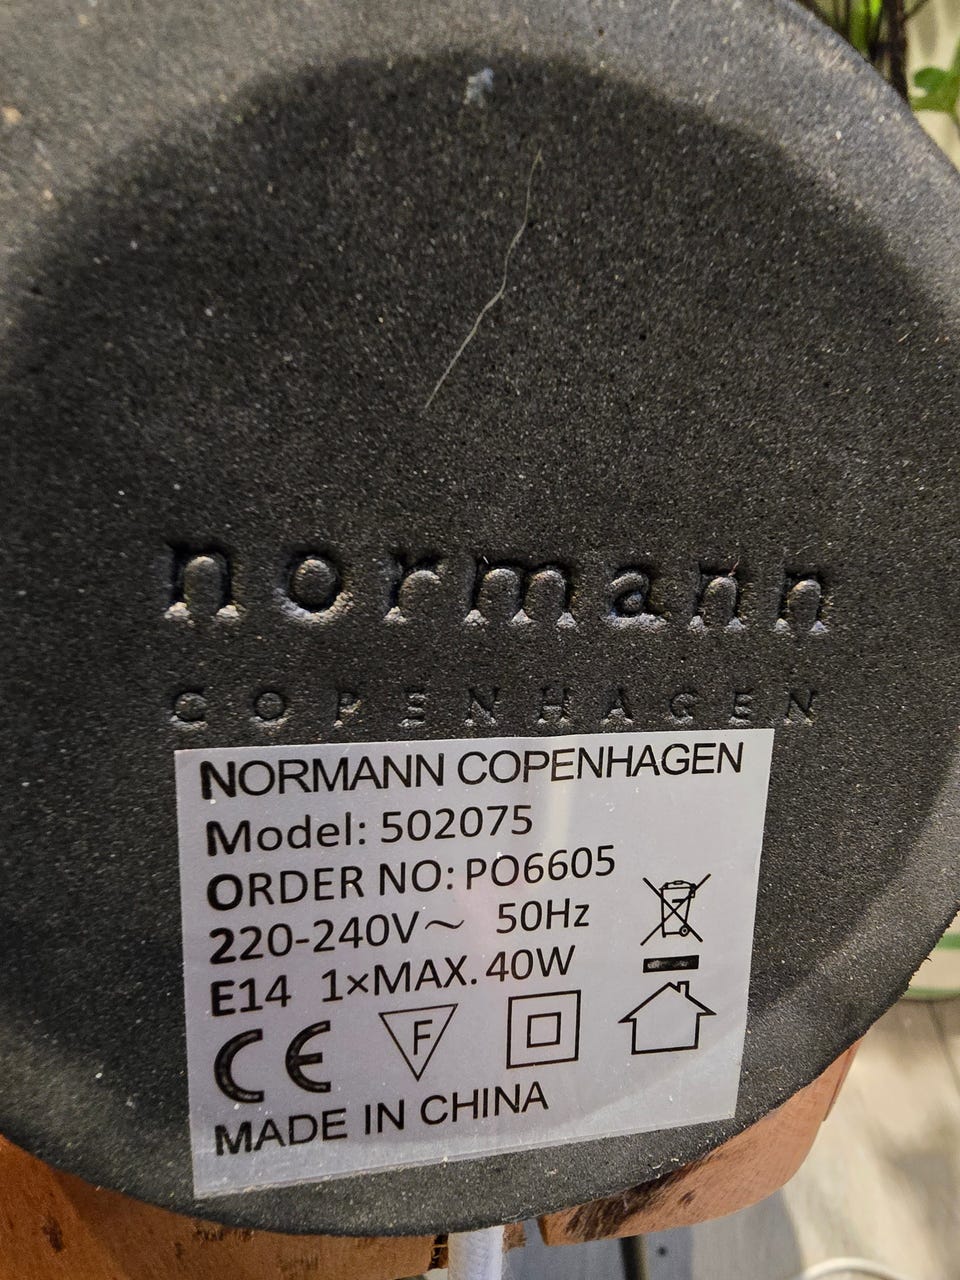 normann
COPENHAGEN
NORMANN COPENHAGEN
Model: 502075
ORDER NO: PO6605
220-240V~ 50Hz
E14 1×MAX. 40W
CE F
MADE IN CHINA